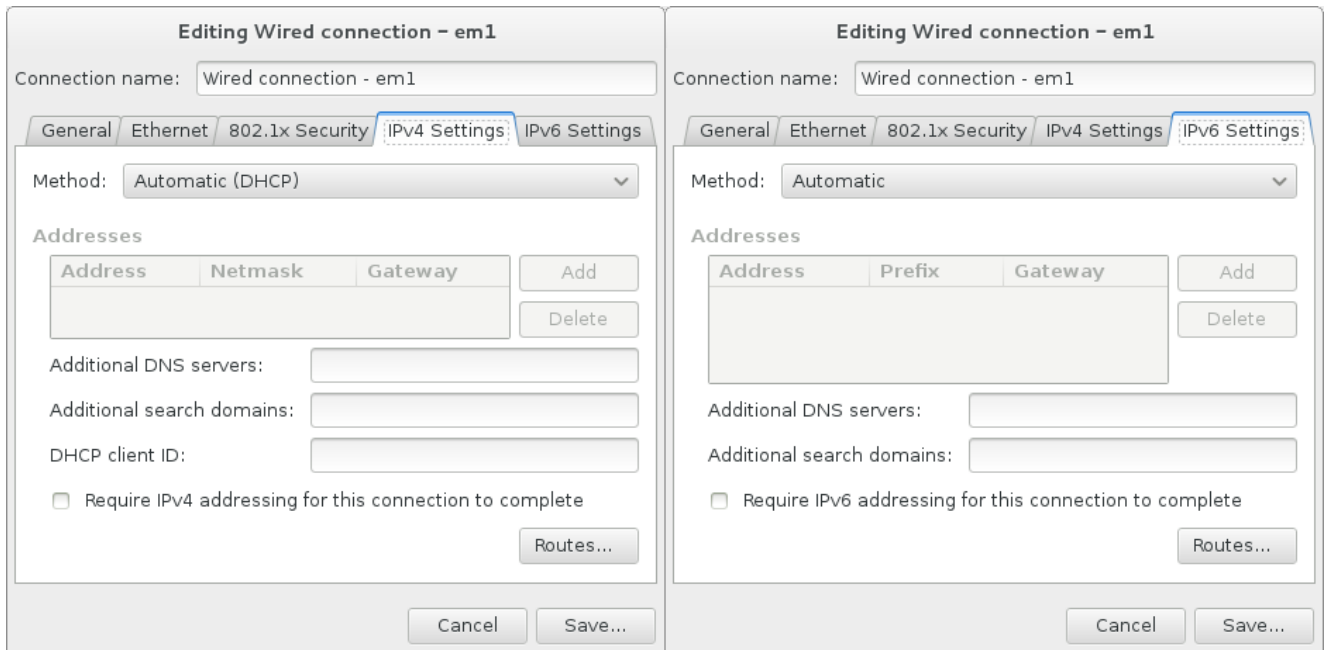 Editing Wired connection – em1
Connection name: Wired connection - em1
General Ethernet 802.1x Security IPv4 Settings IPv6 Settings
Method: Automatic (DHCP)
Addresses
Address Netmask Gateway Add
Delete
Additional DNS servers:
Additional search domains:
DHCP client ID:
Require IPv4 addressing for this connection to complete
Routes...
Cancel Save...
Editing Wired connection – em1
Connection name: Wired connection - em1
General Ethernet 802.1x Security IPv4 Settings IPv6 Settings
Method: Automatic
Addresses
Address Prefix Gateway Add
Delete
Additional DNS servers:
Additional search domains:
Require IPv6 addressing for this connection to complete
Routes...
Cancel Save...